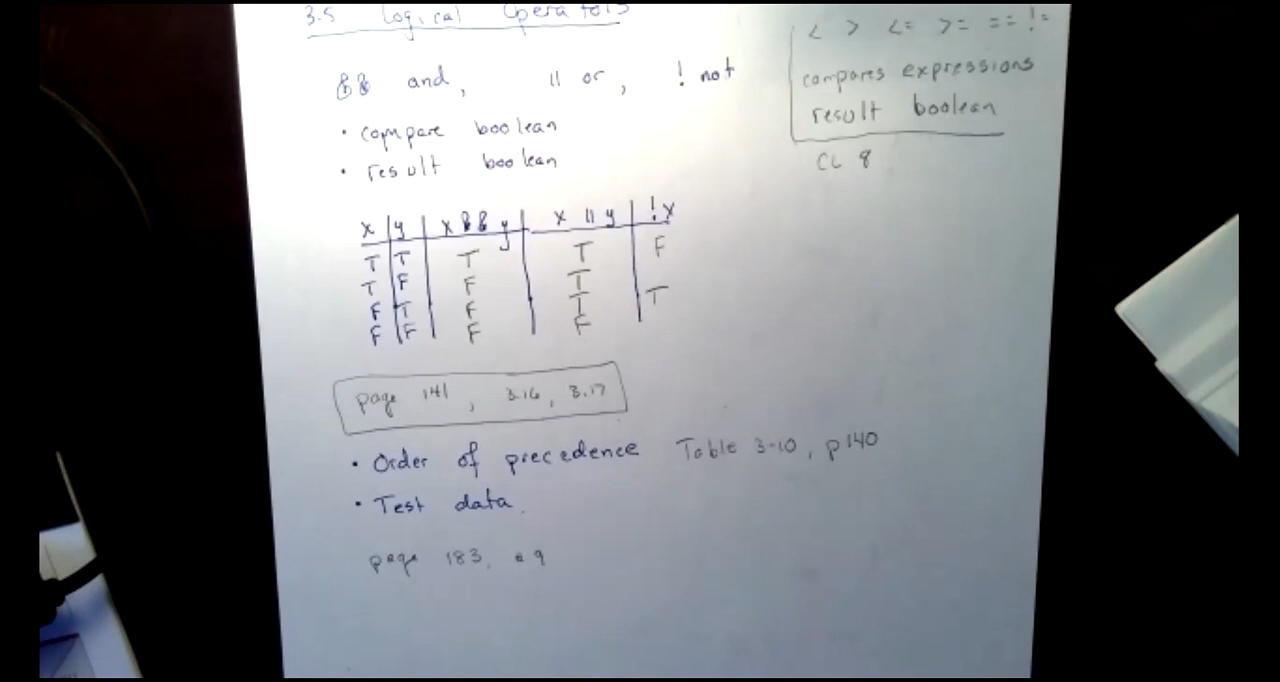 3.5 Logical Operators
&& and, || or, ! not
• compare boolean
• result boolean
< > <= >= == !=
compares expressions
result boolean
CL 8
x y x && y x || y !x
T T T T F
T F F T
F T F T T
F F F F
page 141, 3.16, 3.17
• Order of precedence Table 3-10, p140
• Test data.
page 183,